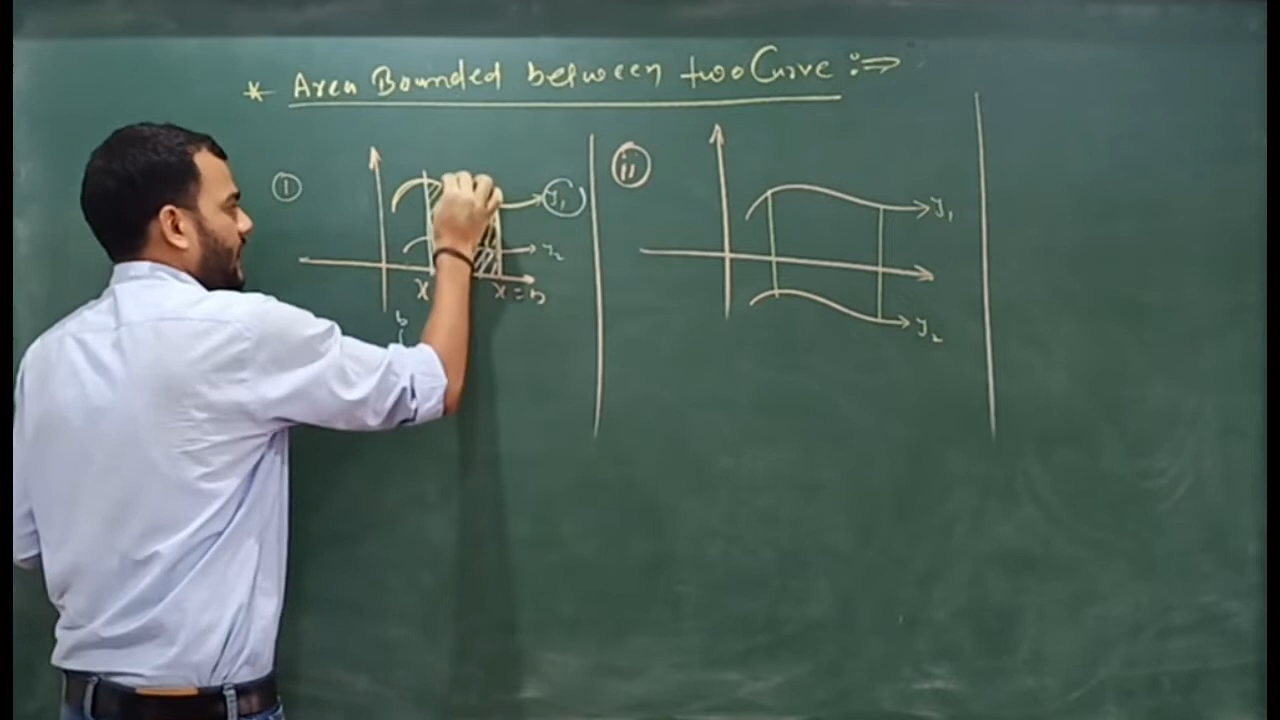 * Area Bounded between two Curve :⇒
①
y₁
y₂
x
x = b
b
ii
y₁
y₂